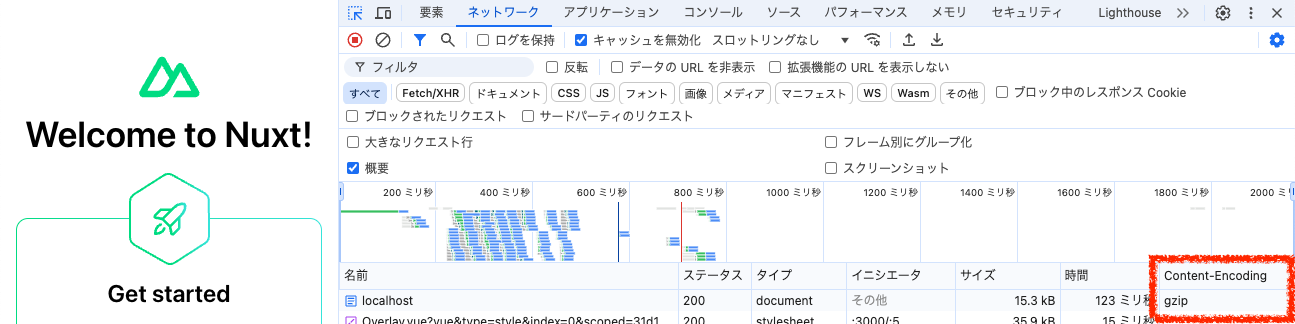 Welcome to Nuxt!
Get started
要素 ネットワーク アプリケーション コンソール ソース パフォーマンス メモリ セキュリティ Lighthouse
ログを保持 キャッシュを無効化 スロットリングなし
フィルタ 反転 データの URL を非表示 拡張機能の URL を表示しない
すべて Fetch/XHR ドキュメント CSS JS フォント 画像 メディア マニフェスト WS Wasm その他 ブロック中のレスポンス Cookie
ブロックされたリクエスト サードパーティのリクエスト
大きなリクエスト行 フレーム別にグループ化
概要 スクリーンショット
200 ミリ秒 400 ミリ秒 600 ミリ秒 800 ミリ秒 1000 ミリ秒 1200 ミリ秒 1400 ミリ秒 1600 ミリ秒 1800 ミリ秒 2000 ミリ
名前 ステータス タイプ イニシエータ サイズ 時間 Content-Encoding
localhost 200 document その他 15.3 kB 123 ミリ秒 gzip
Overlay.vue?vue&type=style&index=0&scoped=31d1 200 stylesheet :3000/:5 35.9 kB 15 ミリ秒